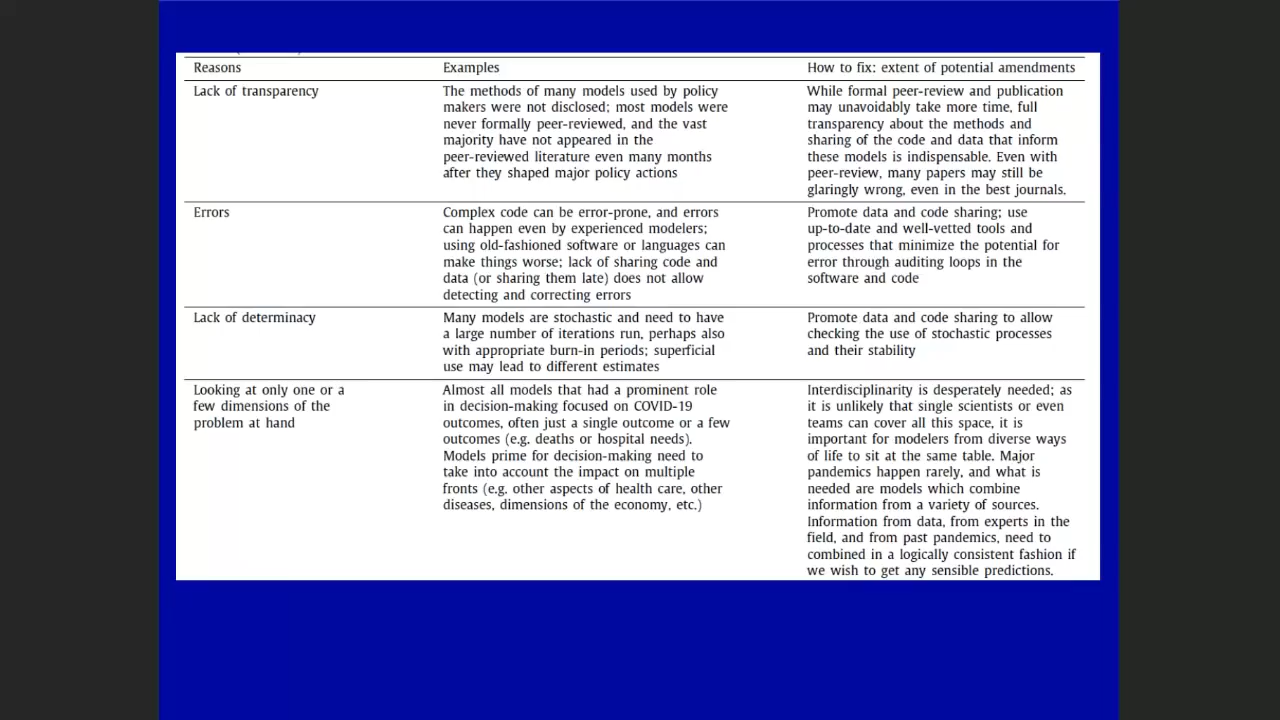 Reasons Examples How to fix: extent of potential amendments
Lack of transparency
The methods of many models used by policy
makers were not disclosed; most models were
never formally peer-reviewed, and the vast
majority have not appeared in the
peer-reviewed literature even many months
after they shaped major policy actions
While formal peer-review and publication
may unavoidably take more time, full
transparency about the methods and
sharing of the code and data that inform
these models is indispensable. Even with
peer-review, many papers may still be
glaringly wrong, even in the best journals.
Errors
Complex code can be error-prone, and errors
can happen even by experienced modelers;
using old-fashioned software or languages can
make things worse; lack of sharing code and
data (or sharing them late) does not allow
detecting and correcting errors
Promote data and code sharing; use
up-to-date and well-vetted tools and
processes that minimize the potential for
error through auditing loops in the
software and code
Lack of determinacy
Many models are stochastic and need to have
a large number of iterations run, perhaps also
with appropriate burn-in periods; superficial
use may lead to different estimates
Promote data and code sharing to allow
checking the use of stochastic processes
and their stability
Looking at only one or a
few dimensions of the
problem at hand
Almost all models that had a prominent role
in decision-making focused on COVID-19
outcomes, often just a single outcome or a few
outcomes (e.g. deaths or hospital needs).
Models prime for decision-making need to
take into account the impact on multiple
fronts (e.g. other aspects of health care, other
diseases, dimensions of the economy, etc.)
Interdisciplinarity is desperately needed; as
it is unlikely that single scientists or even
teams can cover all this space, it is
important for modelers from diverse ways
of life to sit at the same table. Major
pandemics happen rarely, and what is
needed are models which combine
information from a variety of sources.
Information from data, from experts in the
field, and from past pandemics, need to
combined in a logically consistent fashion if
we wish to get any sensible predictions.